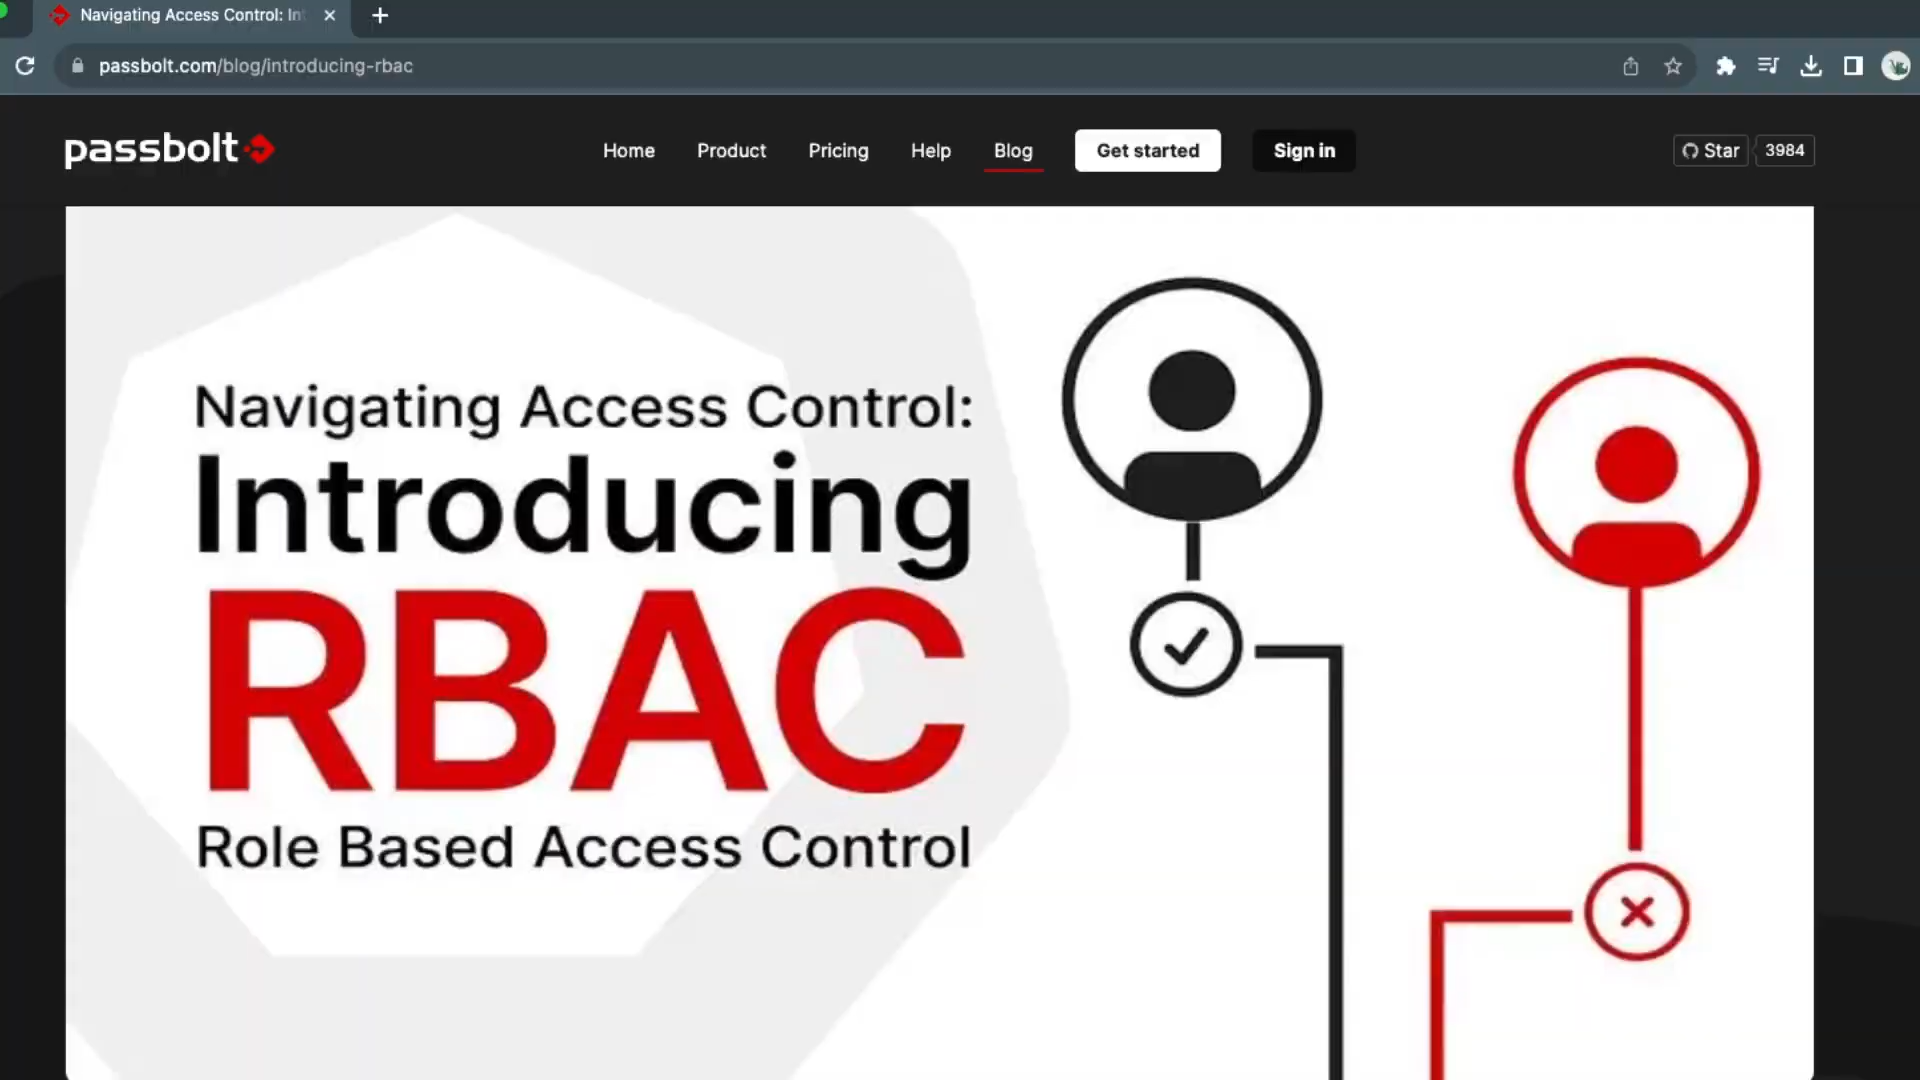 Navigating Access Control: Int
passbolt.com/blog/introducing-rbac
passbolt
Home
Product
Pricing
Help
Blog
Get started
Sign in
Star
3984
Navigating Access Control:
Introducing
RBAC
Role Based Access Control